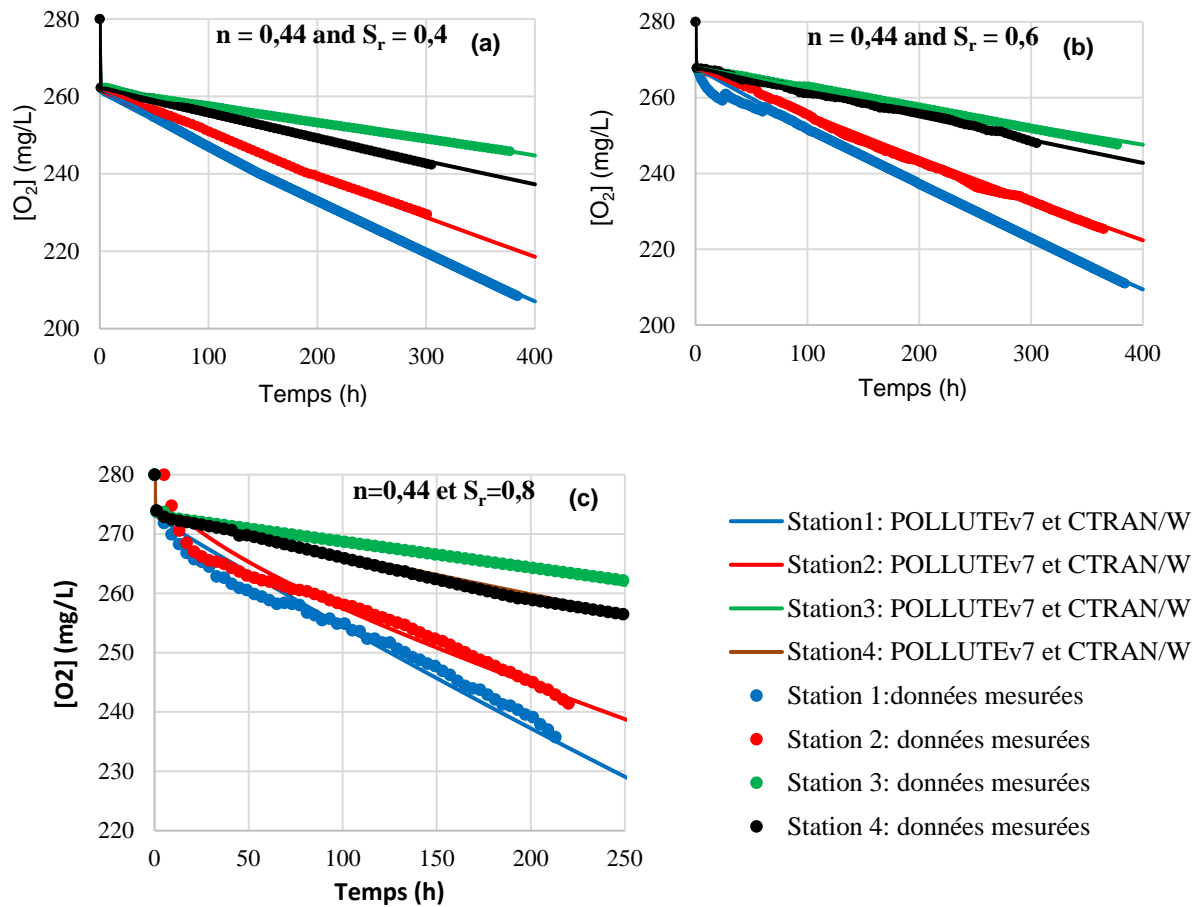 n = 0,44 and Sr = 0,4 (a)
[O2] (mg/L)
280
260
240
220
200
0 100 200 300 400
Temps (h)
n = 0,44 and Sr = 0,6 (b)
[O2] (mg/L)
280
260
240
220
200
0 100 200 300 400
Temps (h)
n=0,44 et Sr=0,8 (c)
[O2] (mg/L)
280
270
260
250
240
230
220
0 50 100 150 200 250
Temps (h)
Station1: POLLUTEv7 et CTRAN/W
Station2: POLLUTEv7 et CTRAN/W
Station3: POLLUTEv7 et CTRAN/W
Station4: POLLUTEv7 et CTRAN/W
Station 1:données mesurées
Station 2: données mesurées
Station 3: données mesurées
Station 4: données mesurées